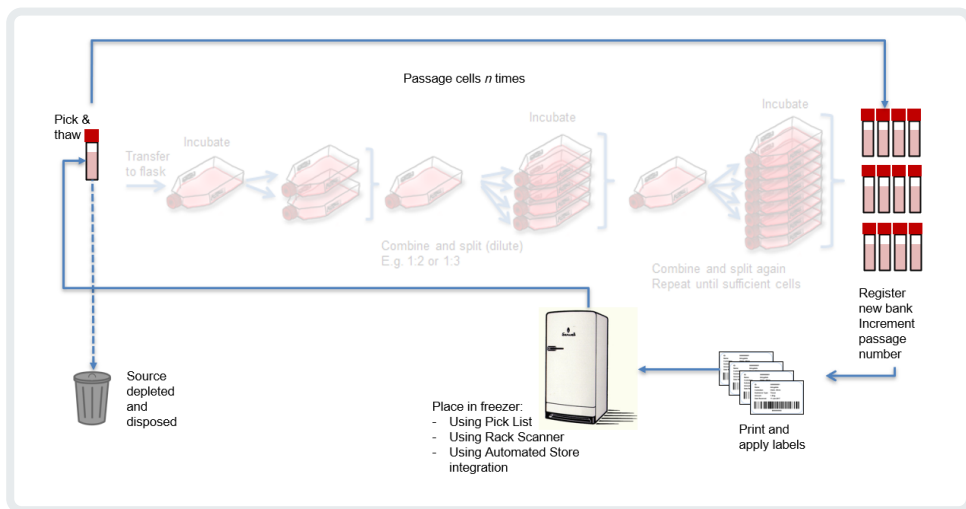 Passage cells n times
Pick &
thaw
Transfer
to flask
Incubate
Combine and split (dilute)
E.g. 1:2 or 1:3
Incubate
Combine and split again
Repeat until sufficient cells
Incubate
Register
new bank
Increment
passage
number
Print and
apply labels
Place in freezer:
- Using Pick List
- Using Rack Scanner
- Using Automated Store
integration
Source
depleted
and
disposed